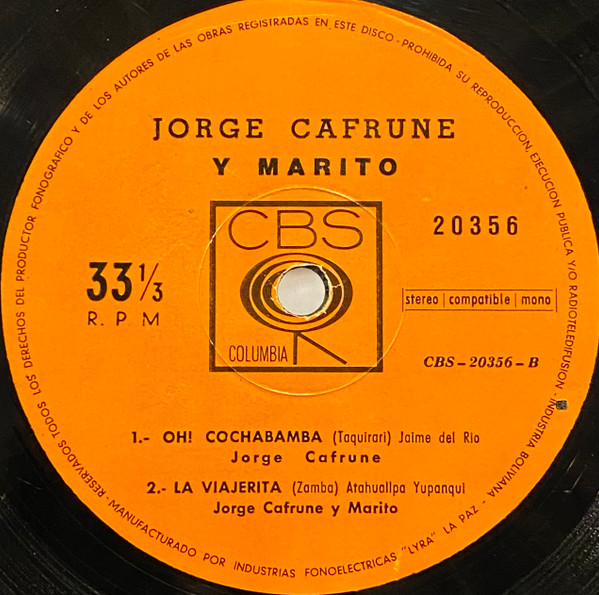 RESERVADOS TODOS LOS DERECHOS DEL PRODUCTOR FONOGRAFICO Y DE LOS AUTORES DE LAS OBRAS REGISTRADAS EN ESTE DISCO - PROHIBIDA SU REPRODUCCION, EJECUCION PUBLICA Y/O RADIOTELEDIFUSION - INDUSTRIA BOLIVIANA
JORGE CAFRUNE
Y MARITO
CBS
20356
33 1/3
R. P M
stereo | compatible | mono
COLUMBIA
CBS - 20356 - B
1.- OH! COCHABAMBA (Taquirari) Jaime del Rio
Jorge Cafrune
2.- LA VIAJERITA (Zamba) Atahuallpa Yupanqui
Jorge Cafrune y Marito
- MANUFACTURADO POR INDUSTRIAS FONOELECTRICAS "LYRA" LA PAZ -